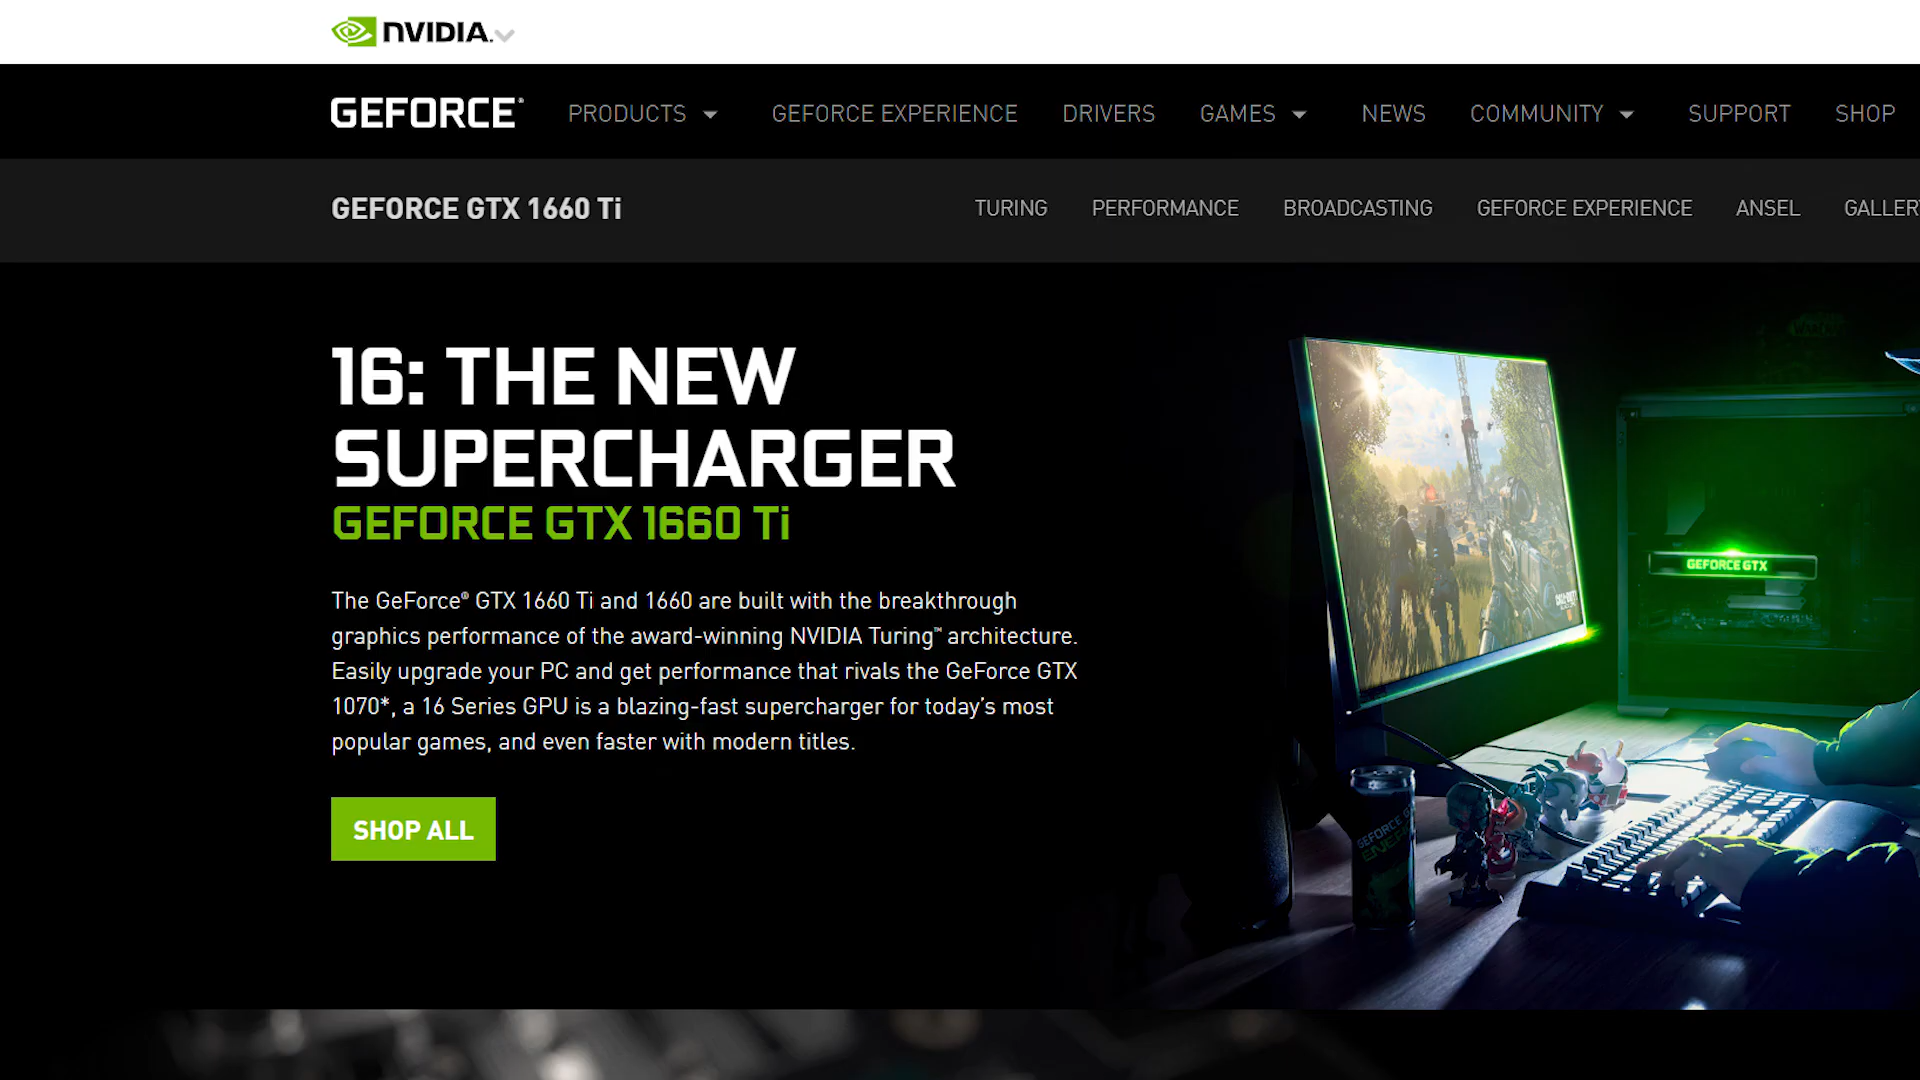 NVIDIA.
GEFORCE® PRODUCTS GEFORCE EXPERIENCE DRIVERS GAMES NEWS COMMUNITY SUPPORT SHOP
GEFORCE GTX 1660 Ti TURING PERFORMANCE BROADCASTING GEFORCE EXPERIENCE ANSEL GALLERY
16: THE NEW
SUPERCHARGER
GEFORCE GTX 1660 Ti
The GeForce® GTX 1660 Ti and 1660 are built with the breakthrough
graphics performance of the award-winning NVIDIA Turing™ architecture.
Easily upgrade your PC and get performance that rivals the GeForce GTX
1070*, a 16 Series GPU is a blazing-fast supercharger for today’s most
popular games, and even faster with modern titles.
SHOP ALL
GEFORCE GTX
GEFORCE G
ENER